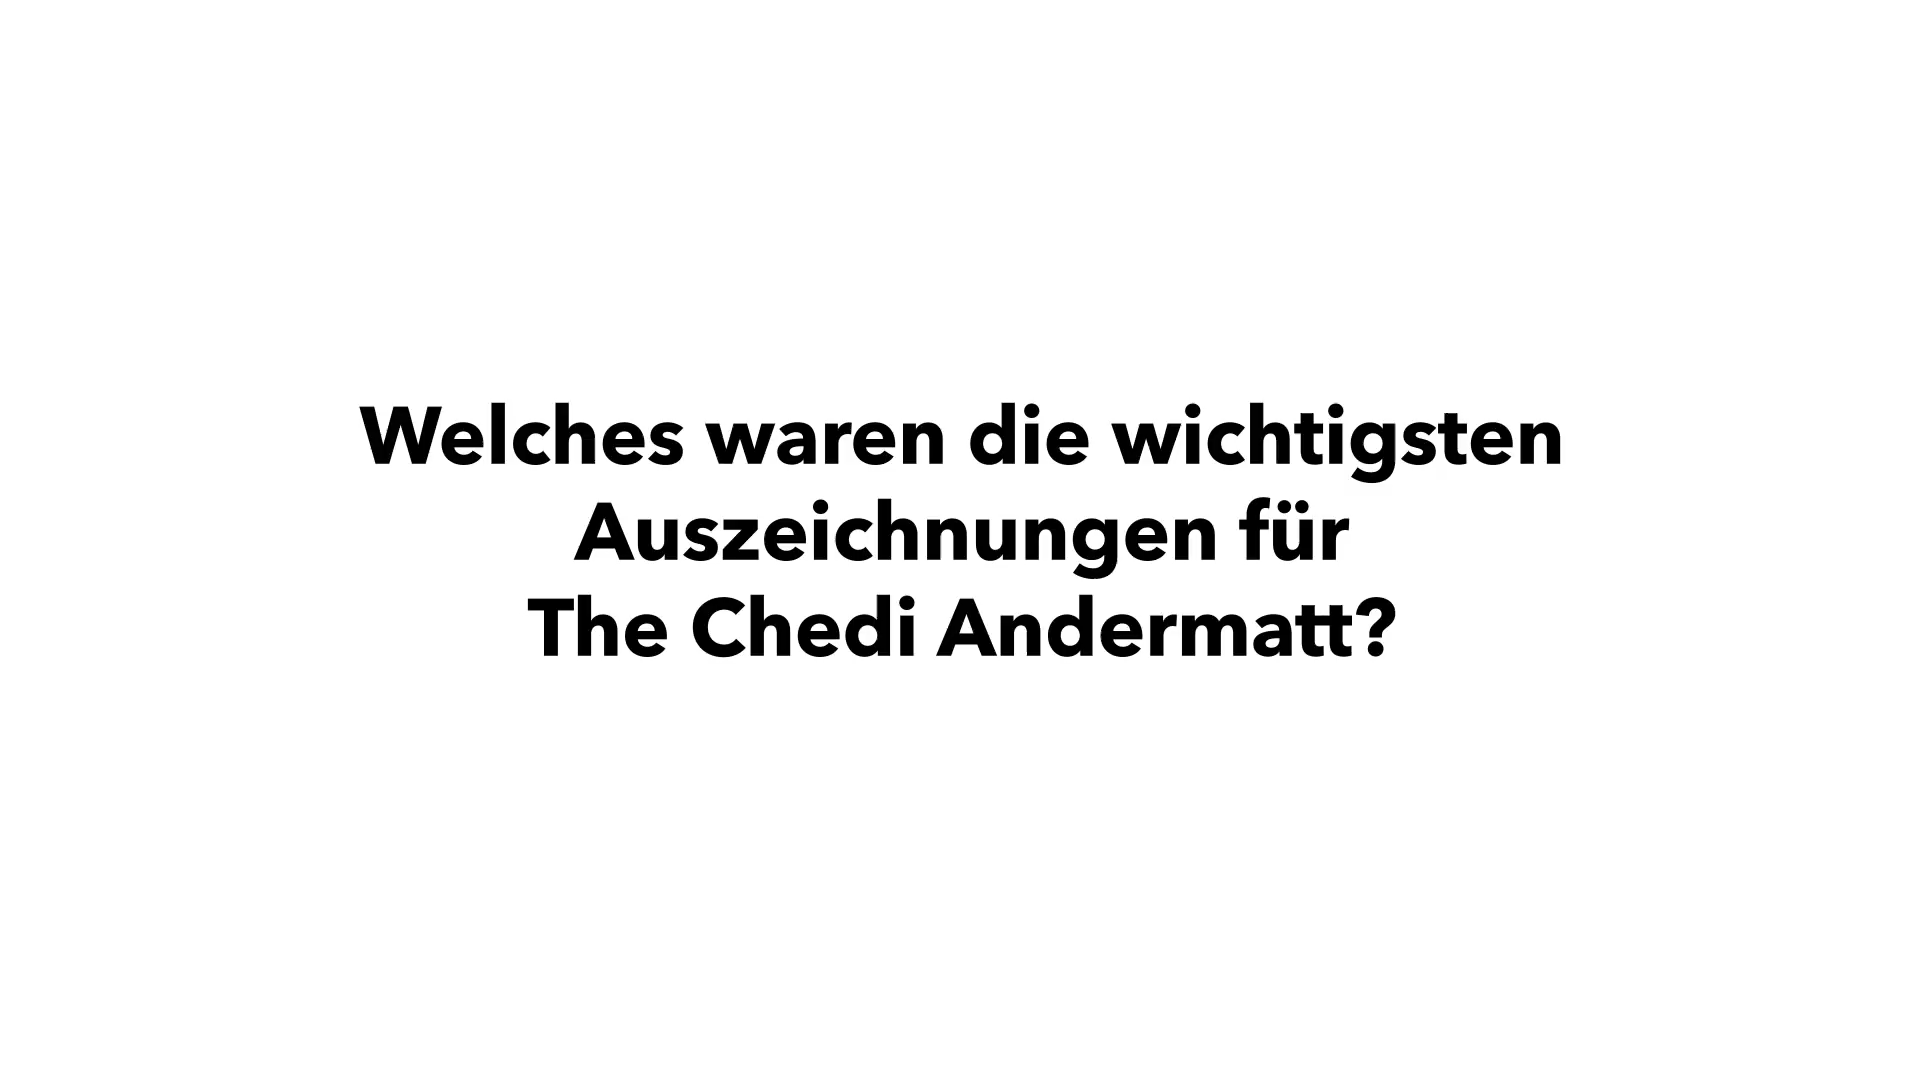 Welches waren die wichtigsten
Auszeichnungen für
The Chedi Andermatt?